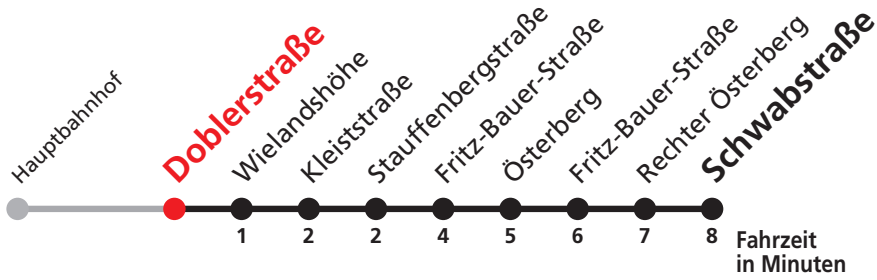 Hauptbahnhof
Doblerstraße
Wielandshöhe
Kleiststraße
Stauffenbergstraße
Fritz-Bauer-Straße
Österberg
Fritz-Bauer-Straße
Rechter Österberg
Schwabstraße
1 2 2 4 5 6 7 8
Fahrzeit
in Minuten